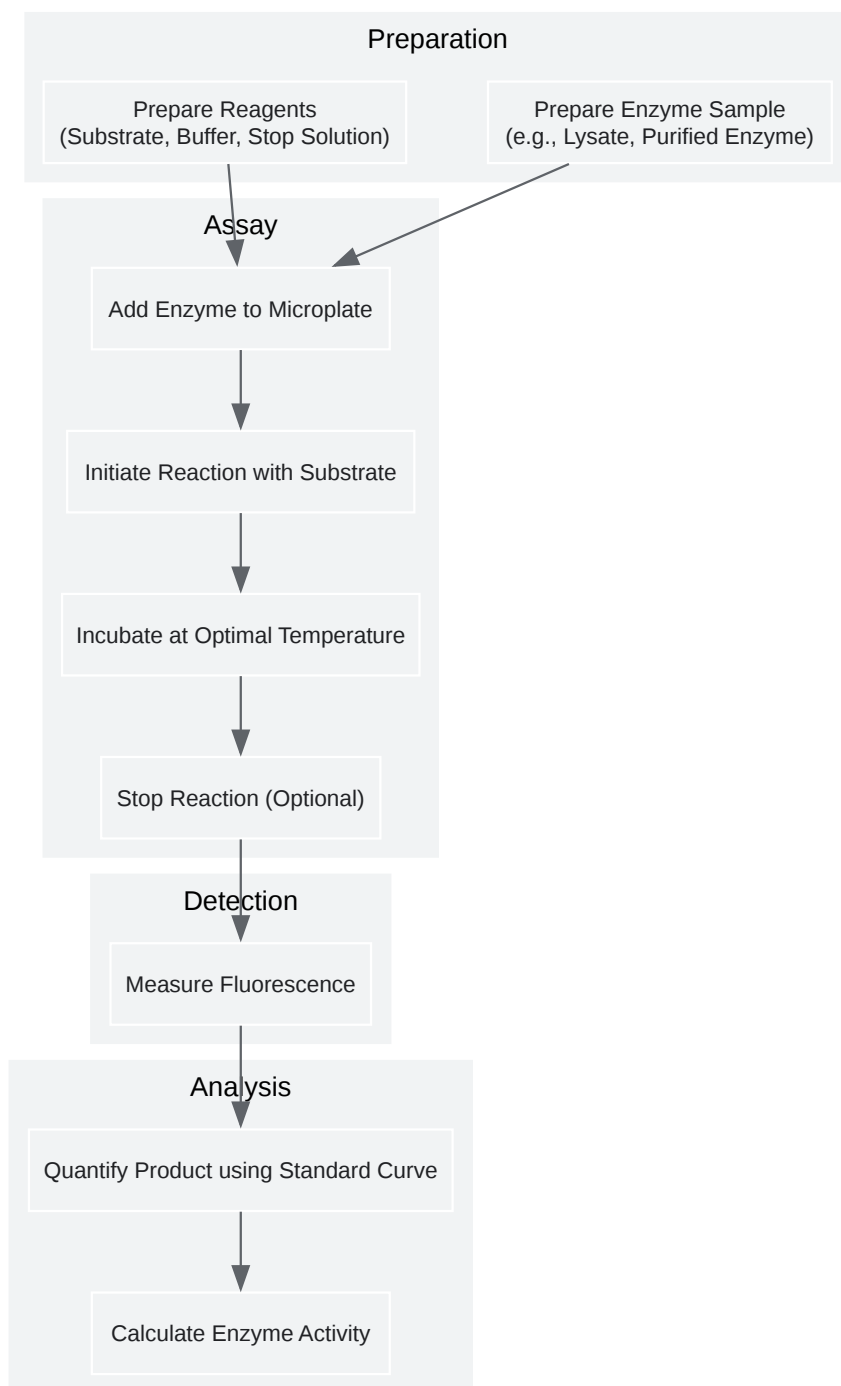 Preparation
Prepare Reagents
(Substrate, Buffer, Stop Solution)
Prepare Enzyme Sample
(e.g., Lysate, Purified Enzyme)
Assay
Add Enzyme to Microplate
Initiate Reaction with Substrate
Incubate at Optimal Temperature
Stop Reaction (Optional)
Detection
Measure Fluorescence
Analysis
Quantify Product using Standard Curve
Calculate Enzyme Activity